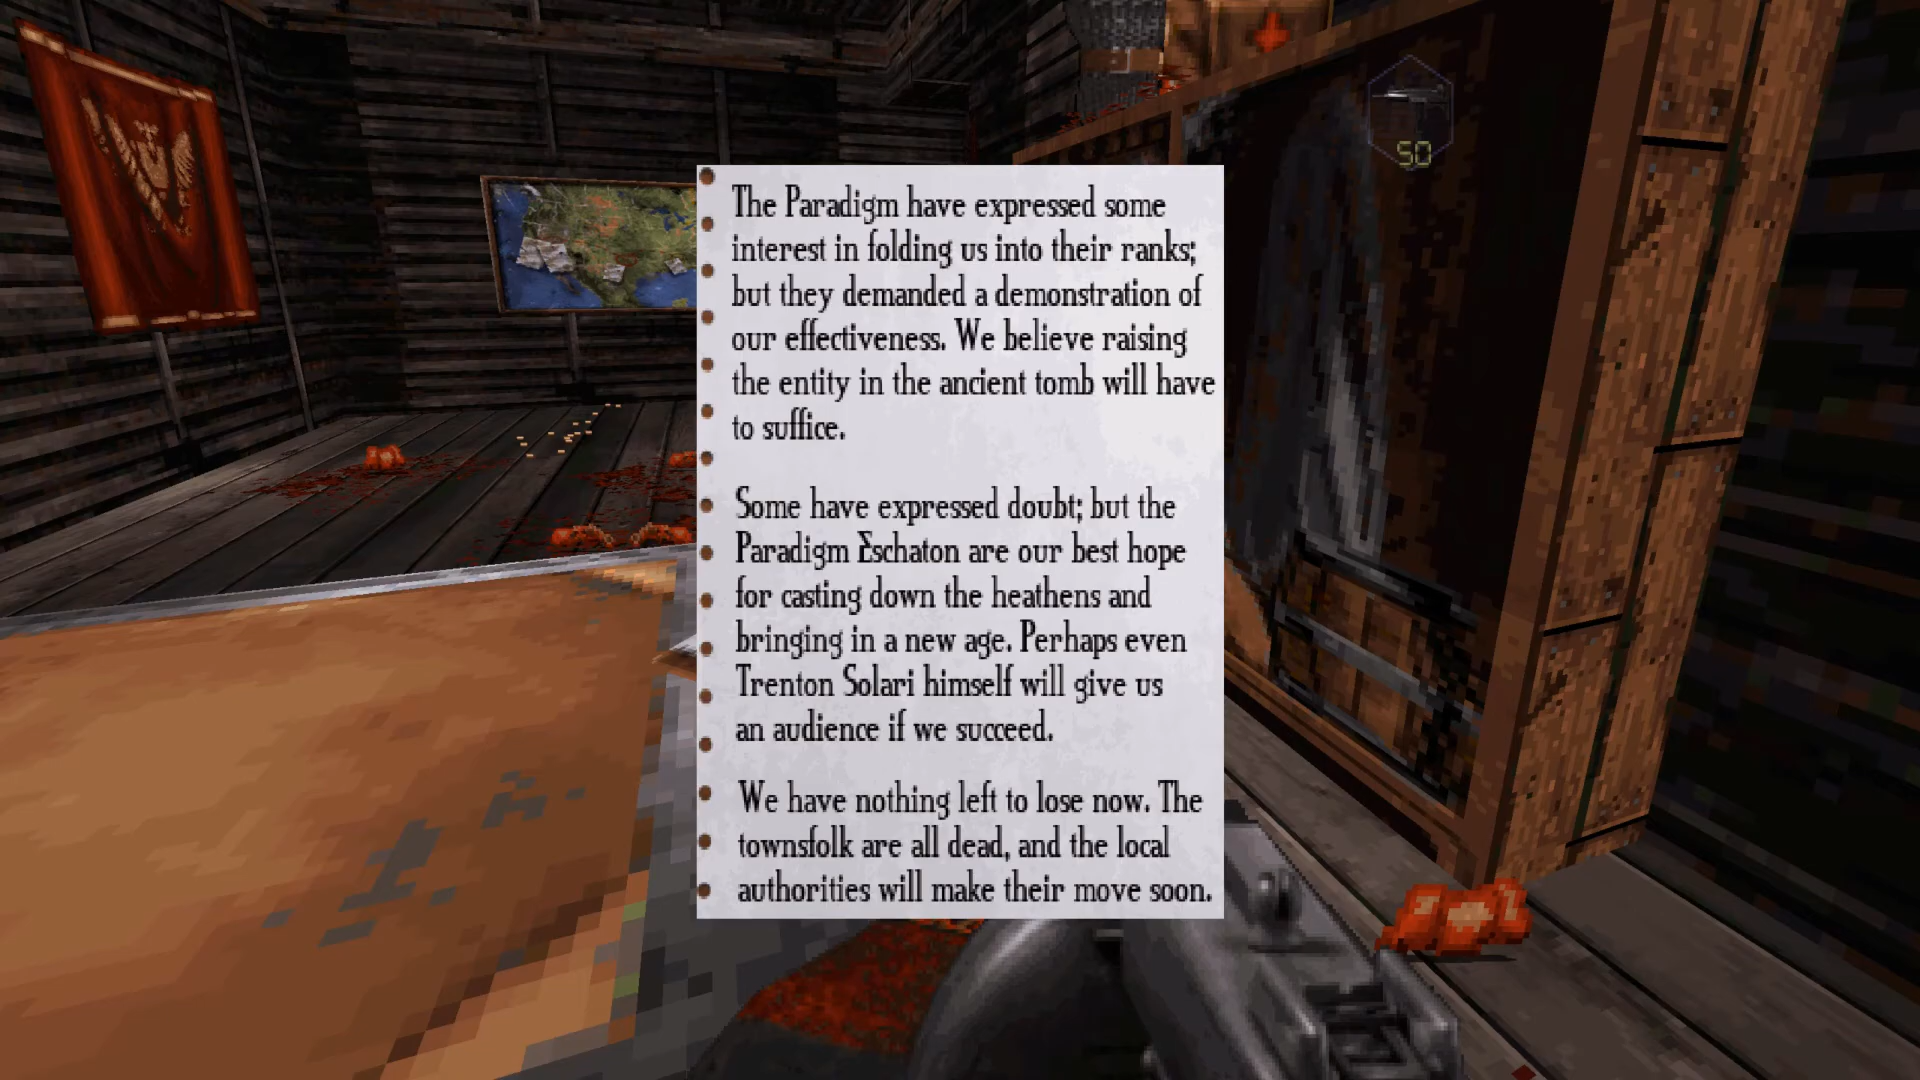 50
The Paradigm have expressed some
interest in folding us into their ranks;
but they demanded a demonstration of
our effectiveness. We believe raising
the entity in the ancient tomb will have
to suffice.
Some have expressed doubt; but the
Paradigm Eschaton are our best hope
for casting down the heathens and
bringing in a new age. Perhaps even
Trenton Solari himself will give us
an audience if we succeed.
We have nothing left to lose now. The
townsfolk are all dead, and the local
authorities will make their move soon.